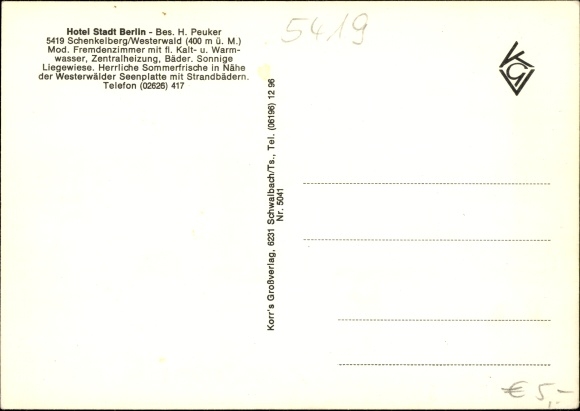 Hotel Stadt Berlin - Bes. H. Peuker
5419 Schenkelberg/Westerwald (400 m ü. M.)
Mod. Fremdenzimmer mit fl. Kalt- u. Warm-
wasser, Zentralheizung, Bäder. Sonnige
Liegewiese. Herrliche Sommerfrische in Nähe
der Westerwälder Seenplatte mit Strandbädern.
Telefon (02626) 417
5419
KGV
Korr's Großverlag, 6231 Schwalbach/Ts., Tel. (06196) 12 96
Nr. 5041
€ 5,-